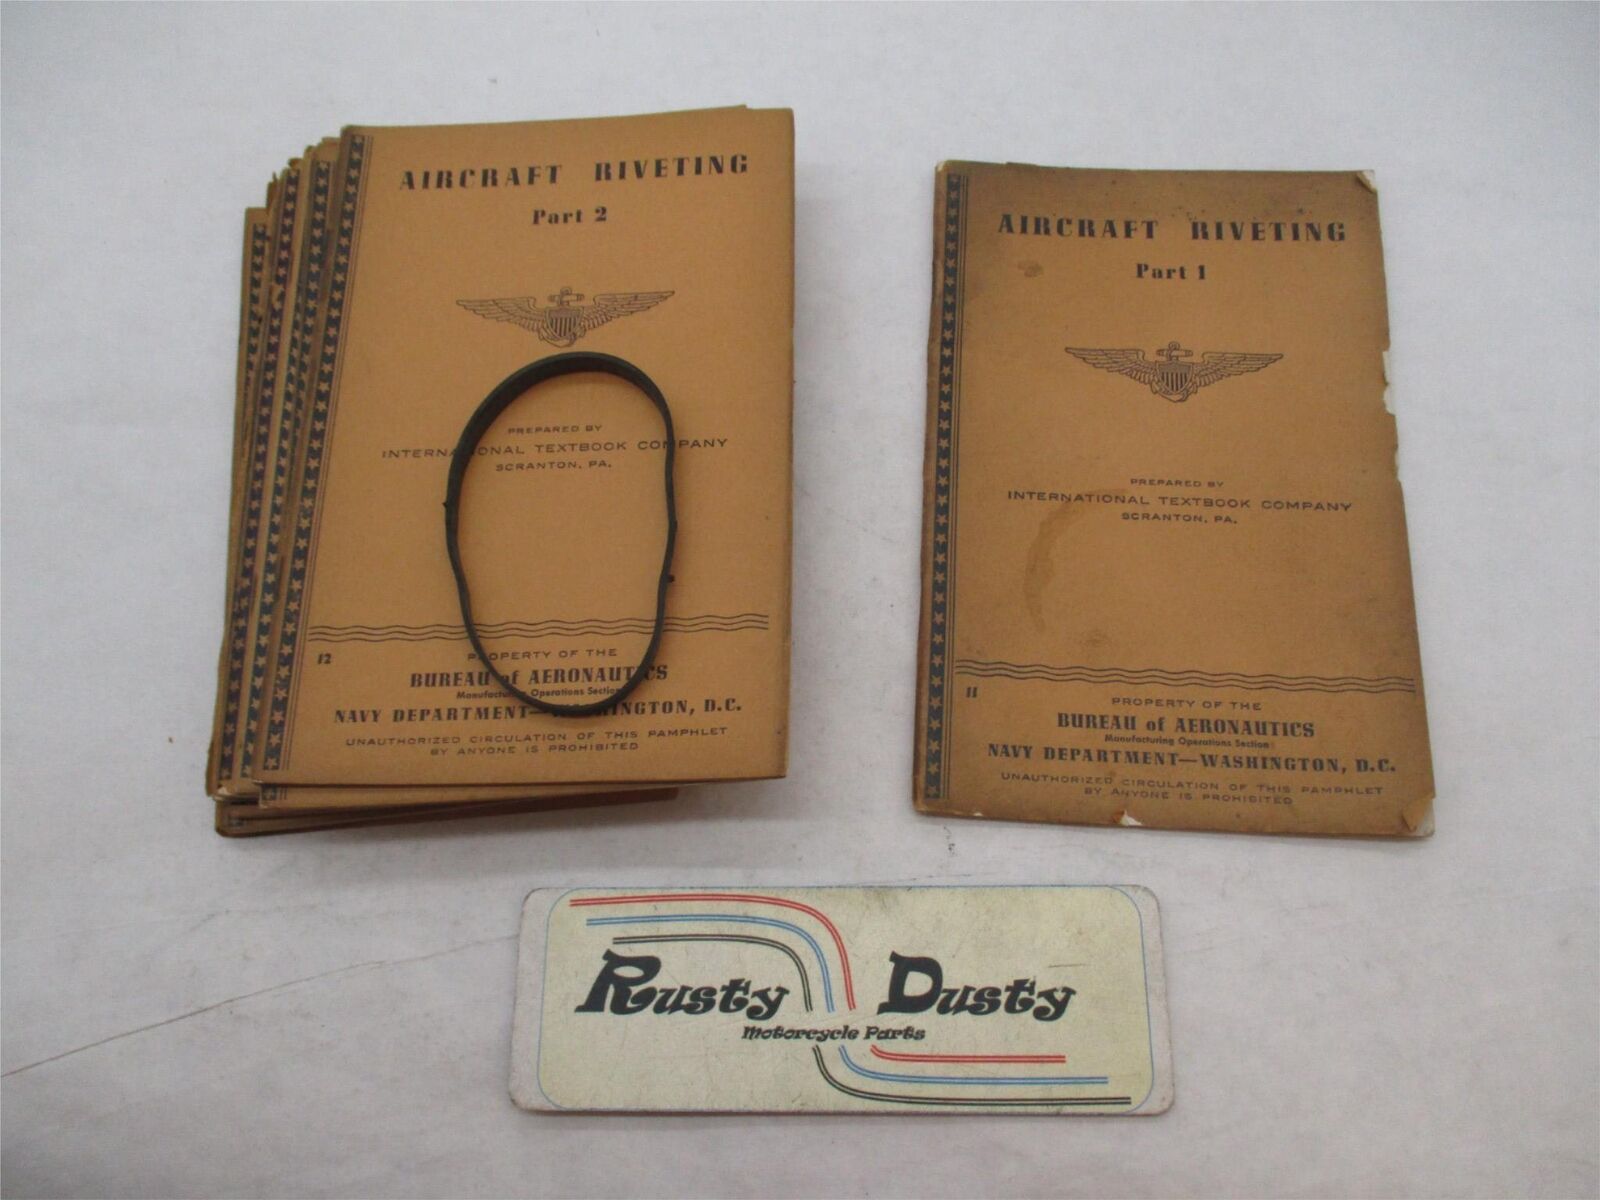 AIRCRAFT RIVETING
Part 2
PREPARED BY
INTERNATIONAL TEXTBOOK COMPANY
SCRANTON, PA.
12
PROPERTY OF THE
BUREAU of AERONAUTICS
Manufacturing Operations Section
NAVY DEPARTMENT—WASHINGTON, D.C.
UNAUTHORIZED CIRCULATION OF THIS PAMPHLET
BY ANYONE IS PROHIBITED
AIRCRAFT RIVETING
Part 1
PREPARED BY
INTERNATIONAL TEXTBOOK COMPANY
SCRANTON, PA.
11
PROPERTY OF THE
BUREAU of AERONAUTICS
Manufacturing Operations Section
NAVY DEPARTMENT—WASHINGTON, D.C.
UNAUTHORIZED CIRCULATION OF THIS PAMPHLET
BY ANYONE IS PROHIBITED
Rusty Dusty
Motorcycle Parts